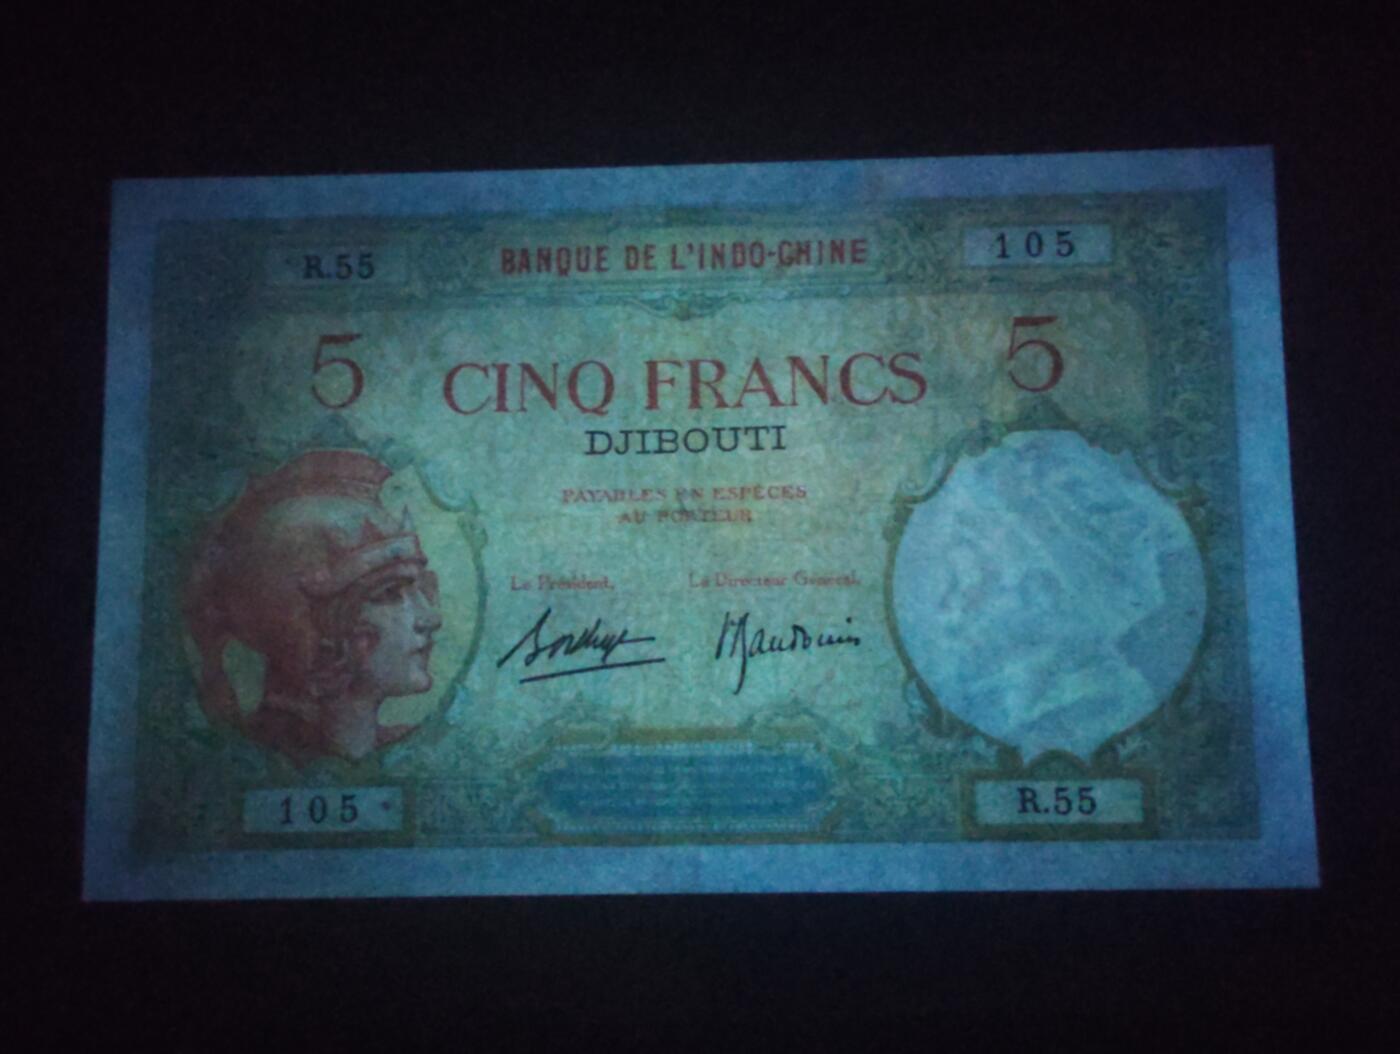 R.55 BANQUE DE L'INDO-CHINE 105
5 5
CINQ FRANCS
DJIBOUTI
PAYABLES EN ESPÈCES
AU PORTEUR
Le Président, Le Directeur Général,
105 R.55